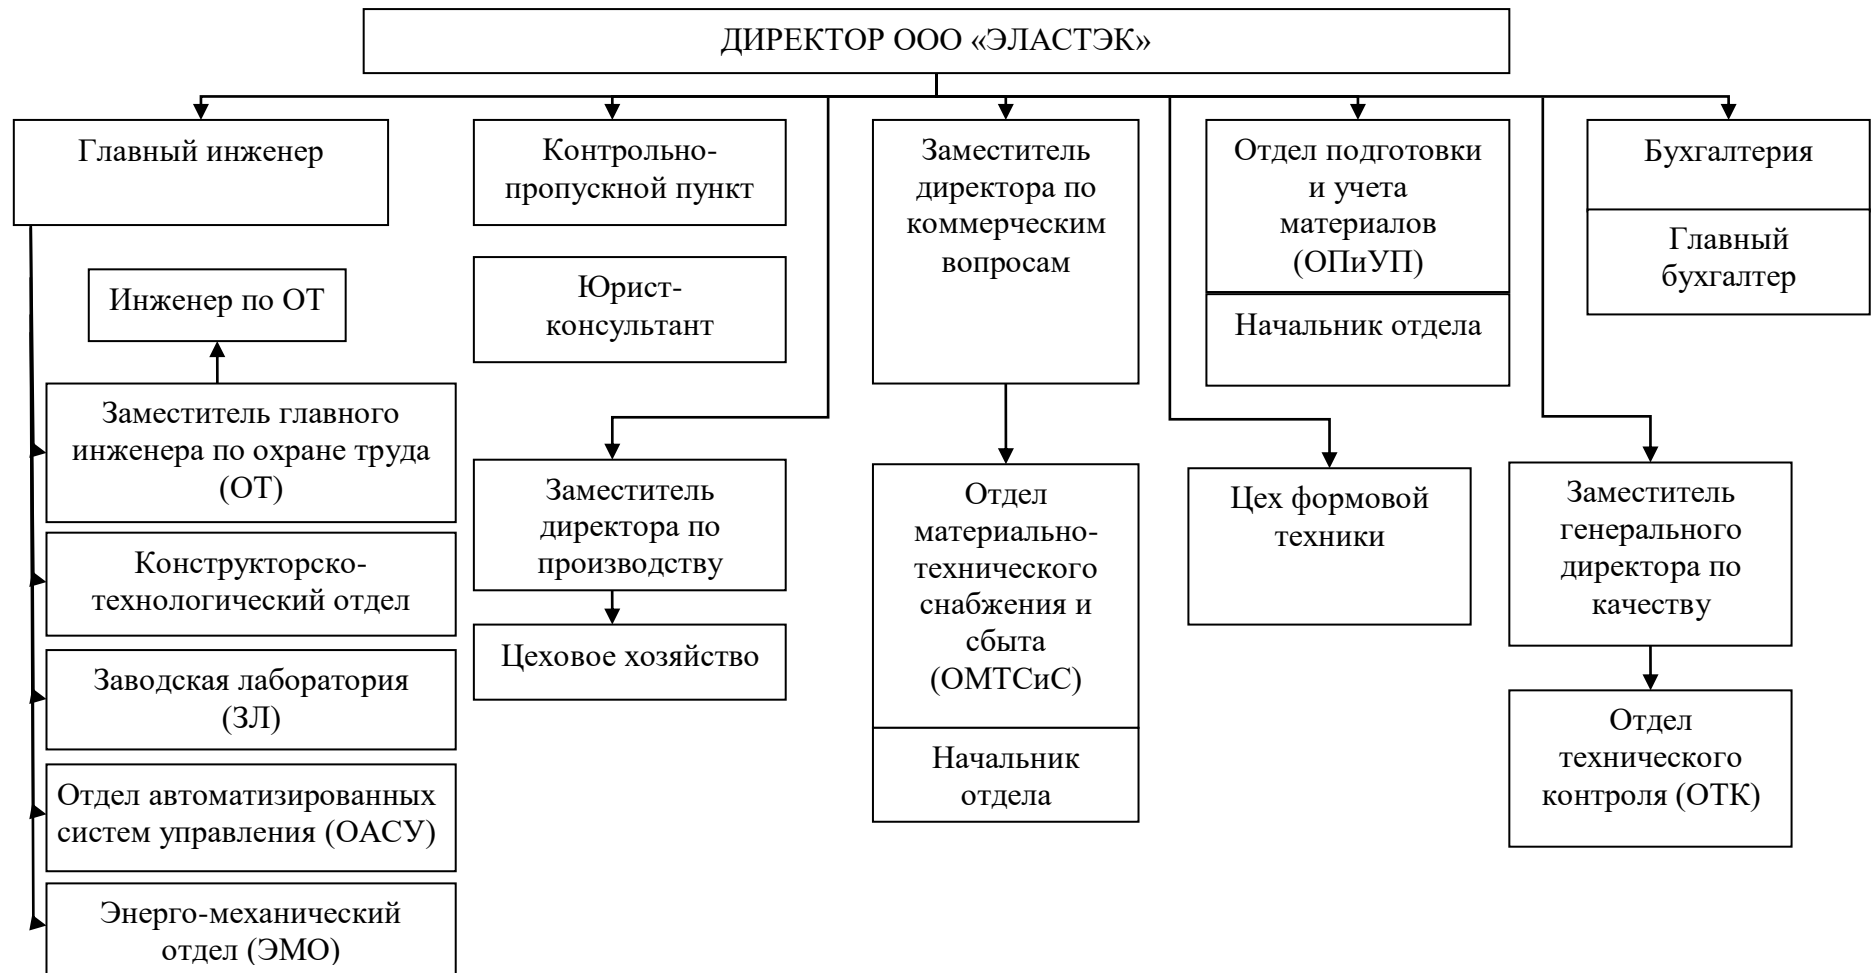 ДИРЕКТОР ООО «ЭЛАСТЭК»
Главный инженер
Контрольно-
пропускной пункт
Заместитель
директора по
коммерческим
вопросам
Отдел подготовки
и учета
материалов
(ОПиУП)
Начальник отдела
Бухгалтерия
Главный
бухгалтер
Инженер по ОТ
Юрист-
консультант
Заместитель главного
инженера по охране труда
(ОТ)
Конструкторско-
технологический отдел
Заводская лаборатория
(ЗЛ)
Отдел автоматизированных
систем управления (ОАСУ)
Энерго-механический
отдел (ЭМО)
Заместитель
директора по
производству
Цеховое хозяйство
Отдел
материально-
технического
снабжения и
сбыта
(ОМТСиС)
Начальник
отдела
Цех формовой
техники
Заместитель
генерального
директора по
качеству
Отдел
технического
контроля (ОТК)